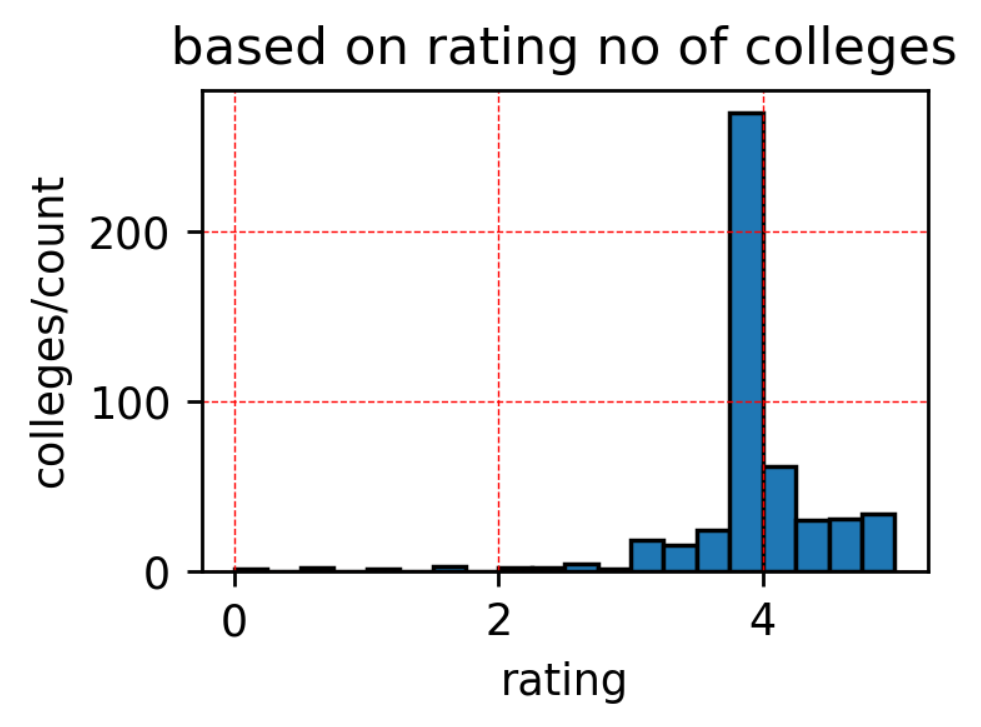 based on rating no of colleges
colleges/count
200
100
0
0 2 4
rating